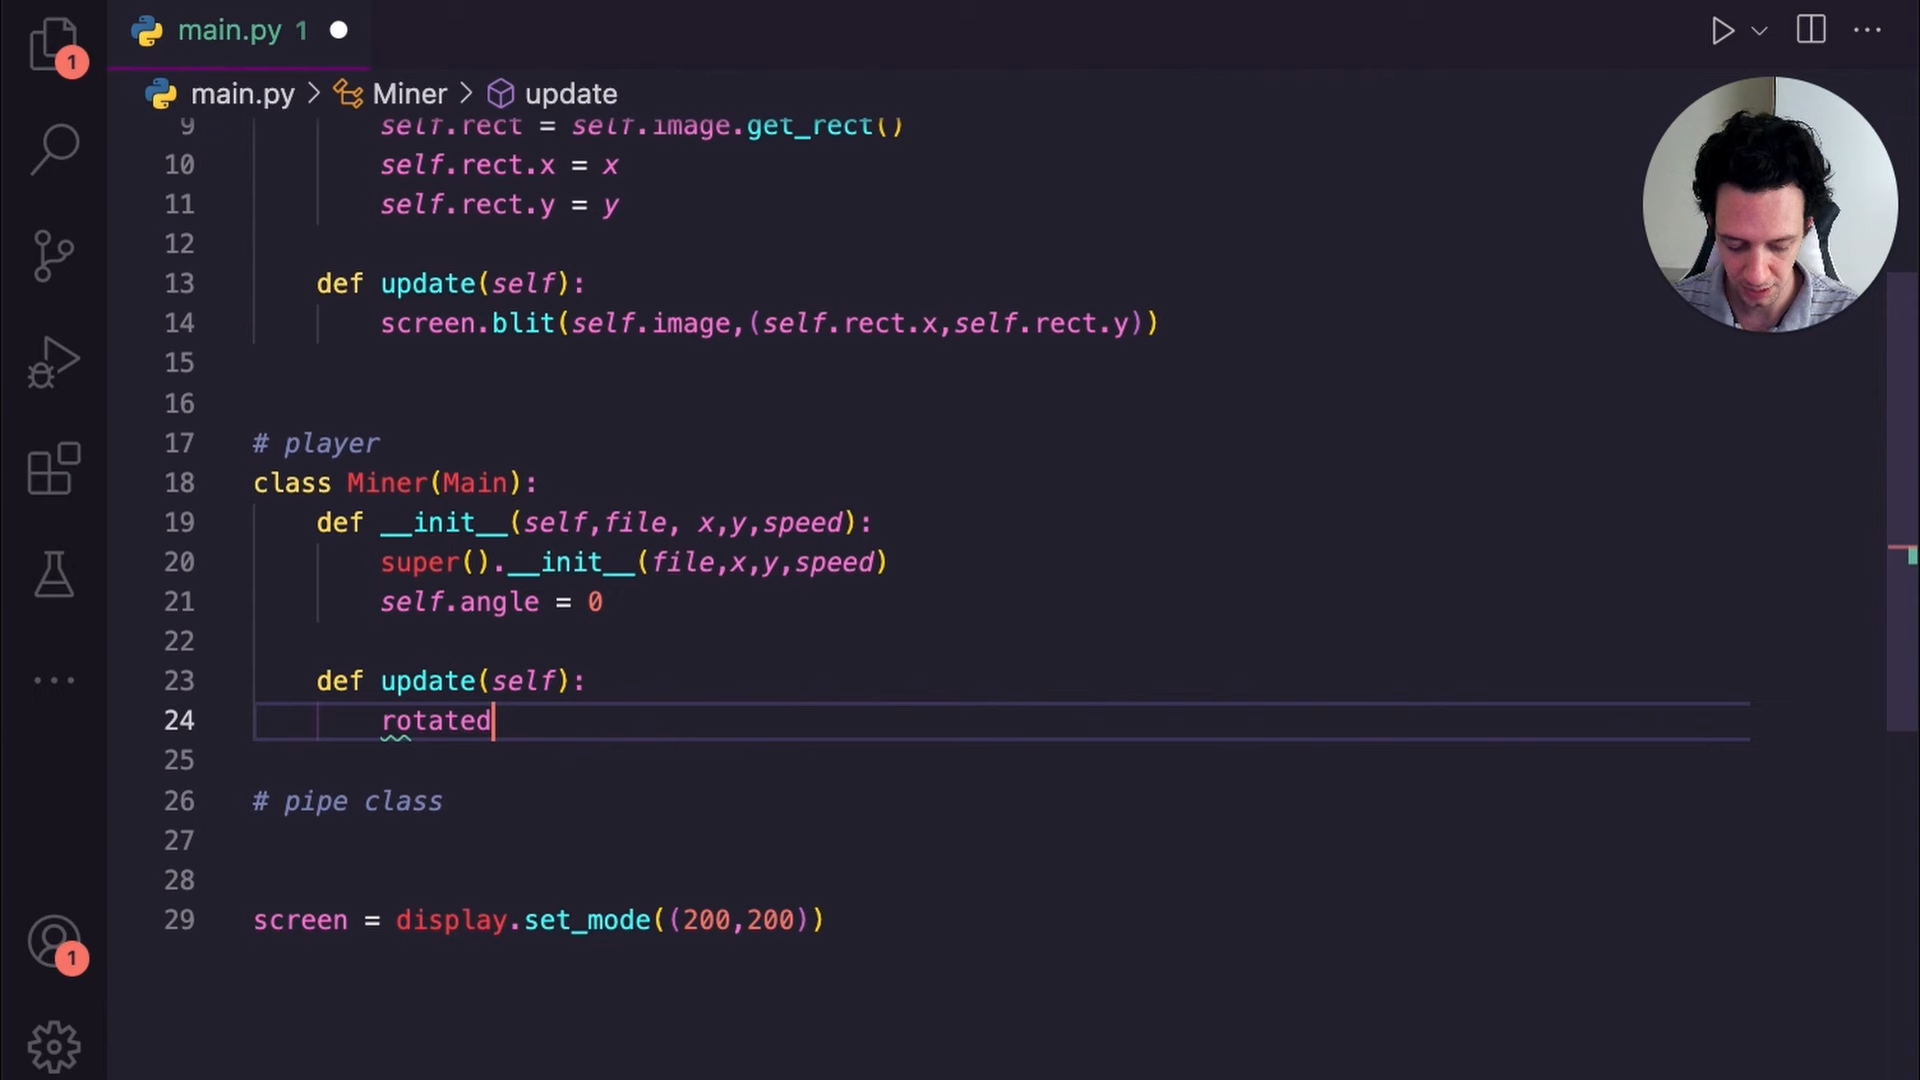 main.py 1
1
main.py > Miner > update
9 self.rect = self.image.get_rect()
10 self.rect.x = x
11 self.rect.y = y
12
13 def update(self):
14 screen.blit(self.image,(self.rect.x,self.rect.y))
15
16
17 # player
18 class Miner(Main):
19 def __init__(self,file, x,y,speed):
20 super().__init__(file,x,y,speed)
21 self.angle = 0
22
23 def update(self):
24 rotated
25
26 # pipe class
27
28
29 screen = display.set_mode((200,200))
1